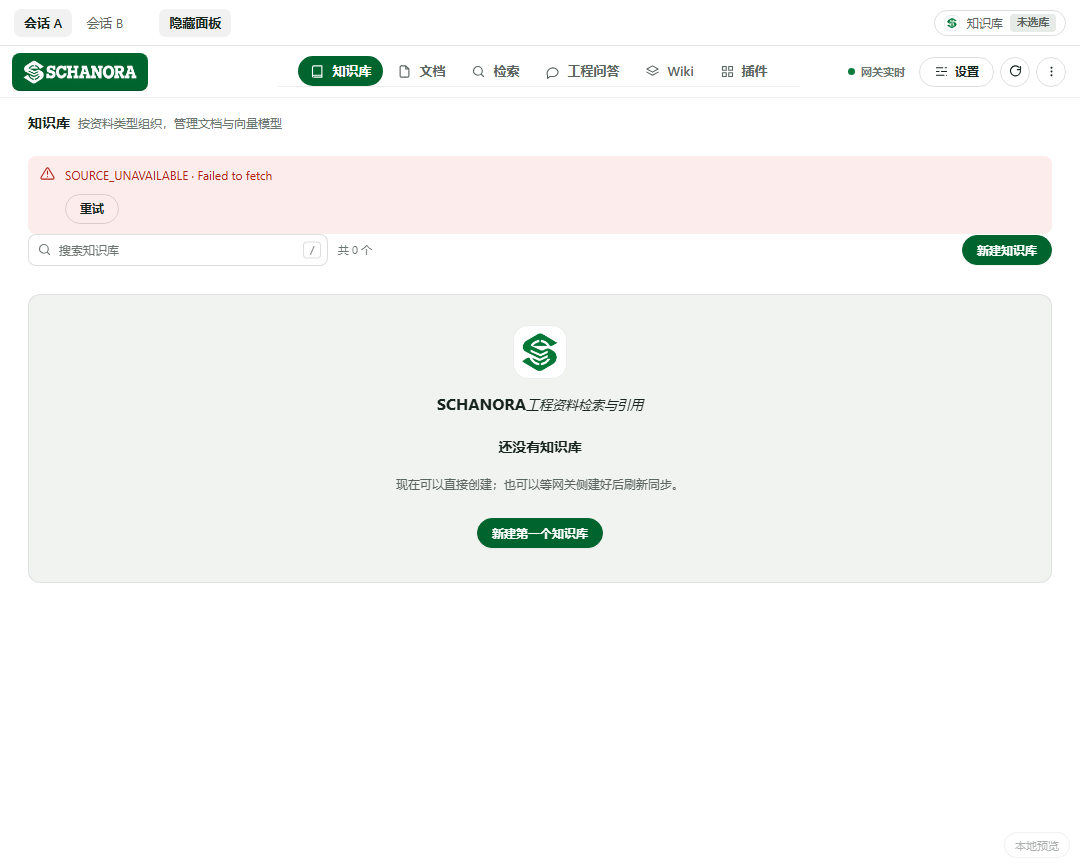 会话 A 会话 B 隐藏面板 知识库 未选库
SCHANORA 知识库 文档 检索 工程问答 Wiki 插件 网关实时 设置
知识库 按资料类型组织，管理文档与向量模型
SOURCE_UNAVAILABLE · Failed to fetch
重试
搜索知识库 / 共 0 个 新建知识库
SCHANORA工程资料检索与引用
还没有知识库
现在可以直接创建；也可以等网关侧建好后刷新同步。
新建第一个知识库
本地预览